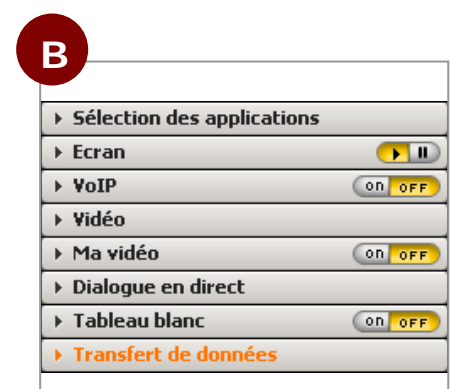 B
Sélection des applications
Ecran
VoIP on OFF
Vidéo
Ma vidéo on OFF
Dialogue en direct
Tableau blanc on OFF
Transfert de données